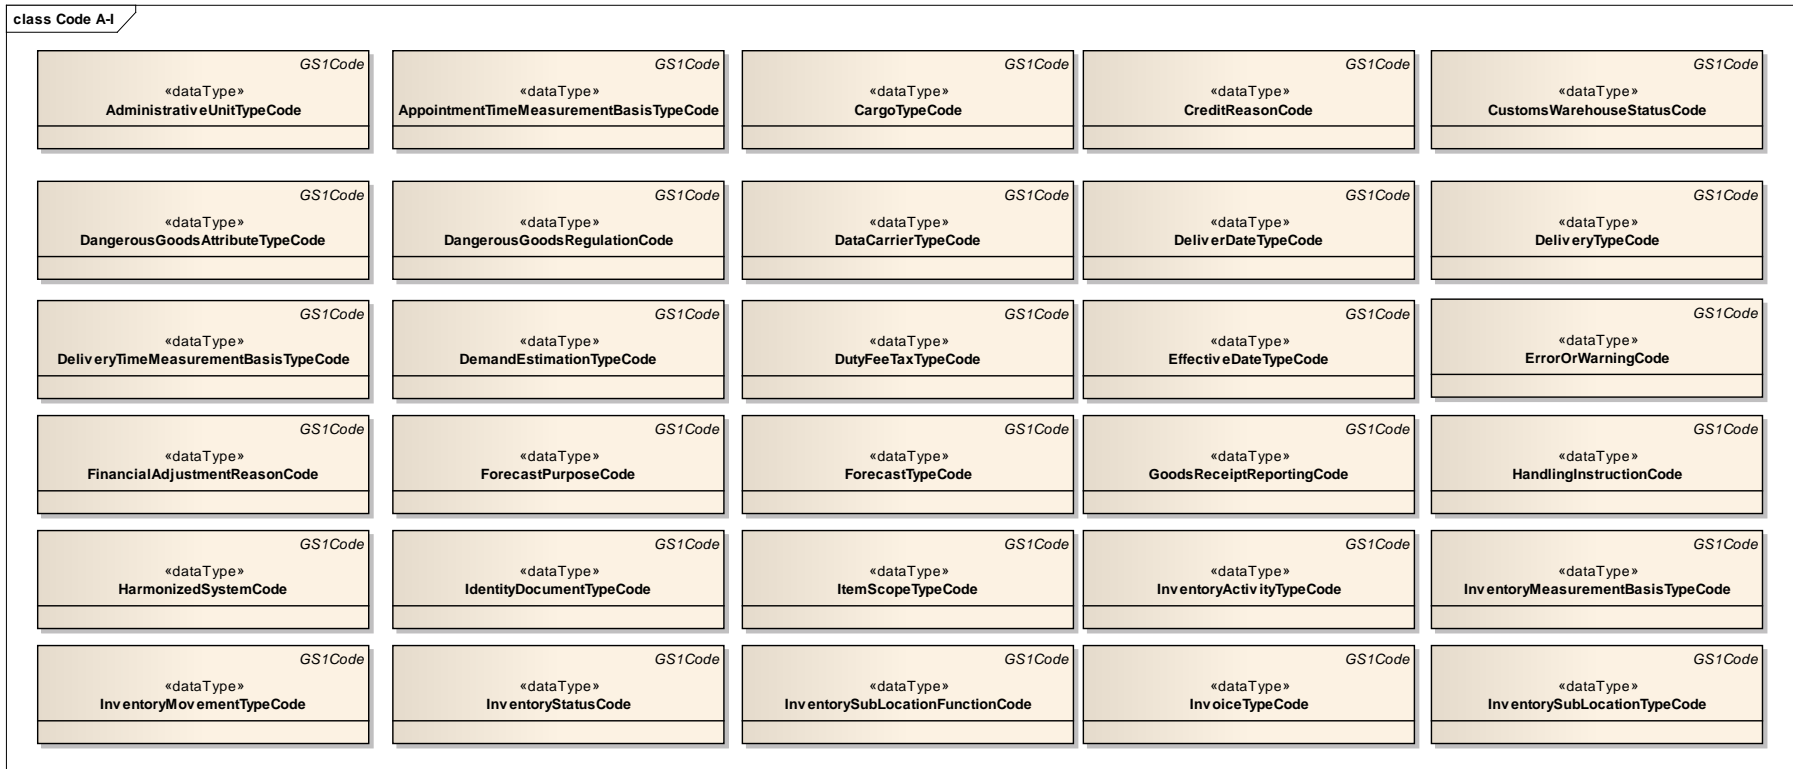 class Code A-I
GS1Code
«dataType»
AdministrativeUnitTypeCode
GS1Code
«dataType»
AppointmentTimeMeasurementBasisTypeCode
GS1Code
«dataType»
CargoTypeCode
GS1Code
«dataType»
CreditReasonCode
GS1Code
«dataType»
CustomsWarehouseStatusCode
GS1Code
«dataType»
DangerousGoodsAttributeTypeCode
GS1Code
«dataType»
DangerousGoodsRegulationCode
GS1Code
«dataType»
DataCarrierTypeCode
GS1Code
«dataType»
DeliverDateTypeCode
GS1Code
«dataType»
DeliveryTypeCode
GS1Code
«dataType»
DeliveryTimeMeasurementBasisTypeCode
GS1Code
«dataType»
DemandEstimationTypeCode
GS1Code
«dataType»
DutyFeeTaxTypeCode
GS1Code
«dataType»
EffectiveDateTypeCode
GS1Code
«dataType»
ErrorOrWarningCode
GS1Code
«dataType»
FinancialAdjustmentReasonCode
GS1Code
«dataType»
ForecastPurposeCode
GS1Code
«dataType»
ForecastTypeCode
GS1Code
«dataType»
GoodsReceiptReportingCode
GS1Code
«dataType»
HandlingInstructionCode
GS1Code
«dataType»
HarmonizedSystemCode
GS1Code
«dataType»
IdentityDocumentTypeCode
GS1Code
«dataType»
ItemScopeTypeCode
GS1Code
«dataType»
InventoryActivityTypeCode
GS1Code
«dataType»
InventoryMeasurementBasisTypeCode
GS1Code
«dataType»
InventoryMovementTypeCode
GS1Code
«dataType»
InventoryStatusCode
GS1Code
«dataType»
InventorySubLocationFunctionCode
GS1Code
«dataType»
InvoiceTypeCode
GS1Code
«dataType»
InventorySubLocationTypeCode